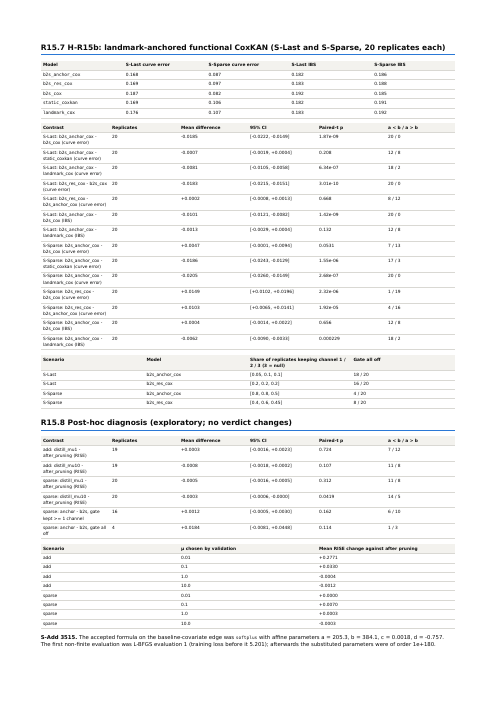 R15.7 H-R15b: landmark-anchored functional CoxKAN (S-Last and S-Sparse, 20 replicates each)
Model S-Last curve error S-Sparse curve error S-Last IBS S-Sparse IBS
b2s_anchor_cox 0.168 0.087 0.182 0.186
b2s_res_cox 0.169 0.097 0.183 0.188
b2s_cox 0.187 0.082 0.192 0.185
static_coxkan 0.169 0.106 0.182 0.191
landmark_cox 0.176 0.107 0.183 0.192
Contrast Replicates Mean difference 95% CI Paired-t p a < b / a > b
S-Last: b2s_anchor_cox - 20 -0.0185 [-0.0222, -0.0149] 1.87e-09 20 / 0
b2s_cox (curve error)
S-Last: b2s_anchor_cox - 20 -0.0007 [-0.0019, +0.0004] 0.208 12 / 8
static_coxkan (curve error)
S-Last: b2s_anchor_cox - 20 -0.0081 [-0.0105, -0.0058] 6.34e-07 18 / 2
landmark_cox (curve error)
S-Last: b2s_res_cox - b2s_cox 20 -0.0183 [-0.0215, -0.0151] 3.01e-10 20 / 0
(curve error)
S-Last: b2s_res_cox - 20 +0.0002 [-0.0008, +0.0013] 0.668 8 / 12
b2s_anchor_cox (curve error)
S-Last: b2s_anchor_cox - 20 -0.0101 [-0.0121, -0.0082] 1.42e-09 20 / 0
b2s_cox (IBS)
S-Last: b2s_anchor_cox - 20 -0.0013 [-0.0029, +0.0004] 0.132 12 / 8
landmark_cox (IBS)
S-Sparse: b2s_anchor_cox - 20 +0.0047 [-0.0001, +0.0094] 0.0531 7 / 13
b2s_cox (curve error)
S-Sparse: b2s_anchor_cox - 20 -0.0186 [-0.0243, -0.0129] 1.55e-06 17 / 3
static_coxkan (curve error)
S-Sparse: b2s_anchor_cox - 20 -0.0205 [-0.0260, -0.0149] 2.68e-07 20 / 0
landmark_cox (curve error)
S-Sparse: b2s_res_cox - 20 +0.0149 [+0.0102, +0.0196] 2.32e-06 1 / 19
b2s_cox (curve error)
S-Sparse: b2s_res_cox - 20 +0.0103 [+0.0065, +0.0141] 1.92e-05 4 / 16
b2s_anchor_cox (curve error)
S-Sparse: b2s_anchor_cox - 20 +0.0004 [-0.0014, +0.0022] 0.656 12 / 8
b2s_cox (IBS)
S-Sparse: b2s_anchor_cox - 20 -0.0062 [-0.0090, -0.0033] 0.000229 18 / 2
landmark_cox (IBS)
Scenario Model Share of replicates keeping channel 1 / Gate all off
2 / 3 (3 = null)
S-Last b2s_anchor_cox [0.05, 0.1, 0.1] 18 / 20
S-Last b2s_res_cox [0.2, 0.2, 0.2] 16 / 20
S-Sparse b2s_anchor_cox [0.8, 0.8, 0.5] 4 / 20
S-Sparse b2s_res_cox [0.4, 0.6, 0.45] 8 / 20
R15.8 Post-hoc diagnosis (exploratory; no verdict changes)
Contrast Replicates Mean difference 95% CI Paired-t p a < b / a > b
add: distill_mu1 - 19 +0.0003 [-0.0016, +0.0023] 0.724 7 / 12
after_pruning (RISE)
add: distill_mu10 - 19 -0.0008 [-0.0018, +0.0002] 0.107 11 / 8
after_pruning (RISE)
sparse: distill_mu1 - 20 -0.0005 [-0.0016, +0.0005] 0.312 11 / 8
after_pruning (RISE)
sparse: distill_mu10 - 20 -0.0003 [-0.0006, -0.0000] 0.0419 14 / 5
after_pruning (RISE)
sparse: anchor - b2s, gate 16 +0.0012 [-0.0005, +0.0030] 0.162 6 / 10
kept >= 1 channel
sparse: anchor - b2s, gate all 4 +0.0184 [-0.0081, +0.0448] 0.114 1 / 3
off
Scenario μ chosen by validation Mean RISE change against after pruning
add 0.01 +0.2771
add 0.1 +0.0330
add 1.0 -0.0004
add 10.0 -0.0012
sparse 0.01 +0.0000
sparse 0.1 +0.0070
sparse 1.0 +0.0003
sparse 10.0 -0.0003
S-Add 3515. The accepted formula on the baseline-covariate edge was softplus with affine parameters a = 205.3, b = 384.1, c = 0.0018, d = -0.757.
The first non-finite evaluation was L-BFGS evaluation 1 (training loss before it 5.201); afterwards the substituted parameters were of order 1e+180.